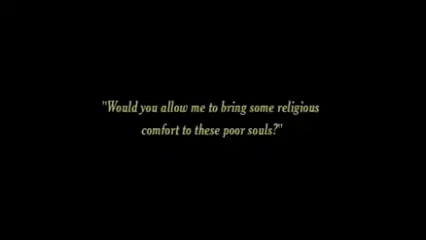 "Would you allow me to bring some religious
comfort to these poor souls?"